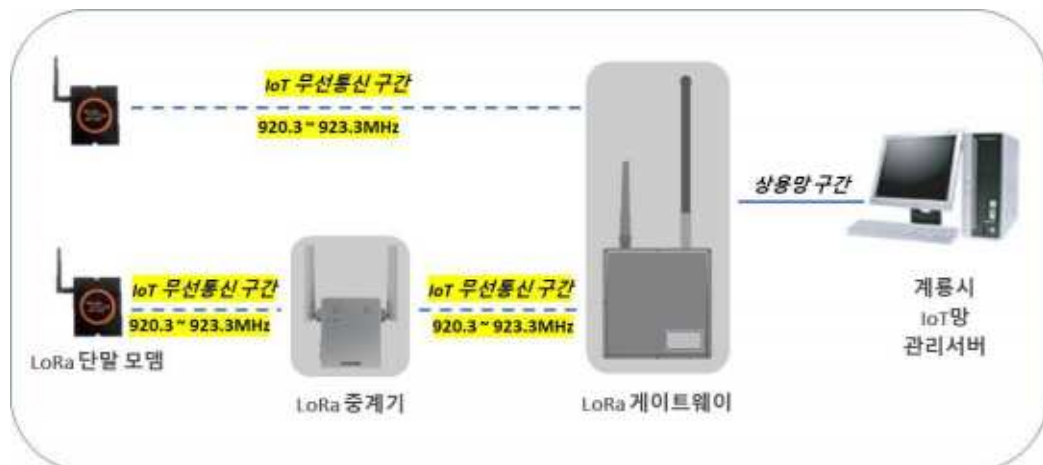 IoT 무선통신 구간
920.3 ~ 923.3MHz
상용망 구간
IoT 무선통신 구간
920.3 ~ 923.3MHz
IoT 무선통신 구간
920.3 ~ 923.3MHz
계룡시
IoT망
관리서버
LoRa 단말 모뎀
LoRa 중계기
LoRa 게이트웨이